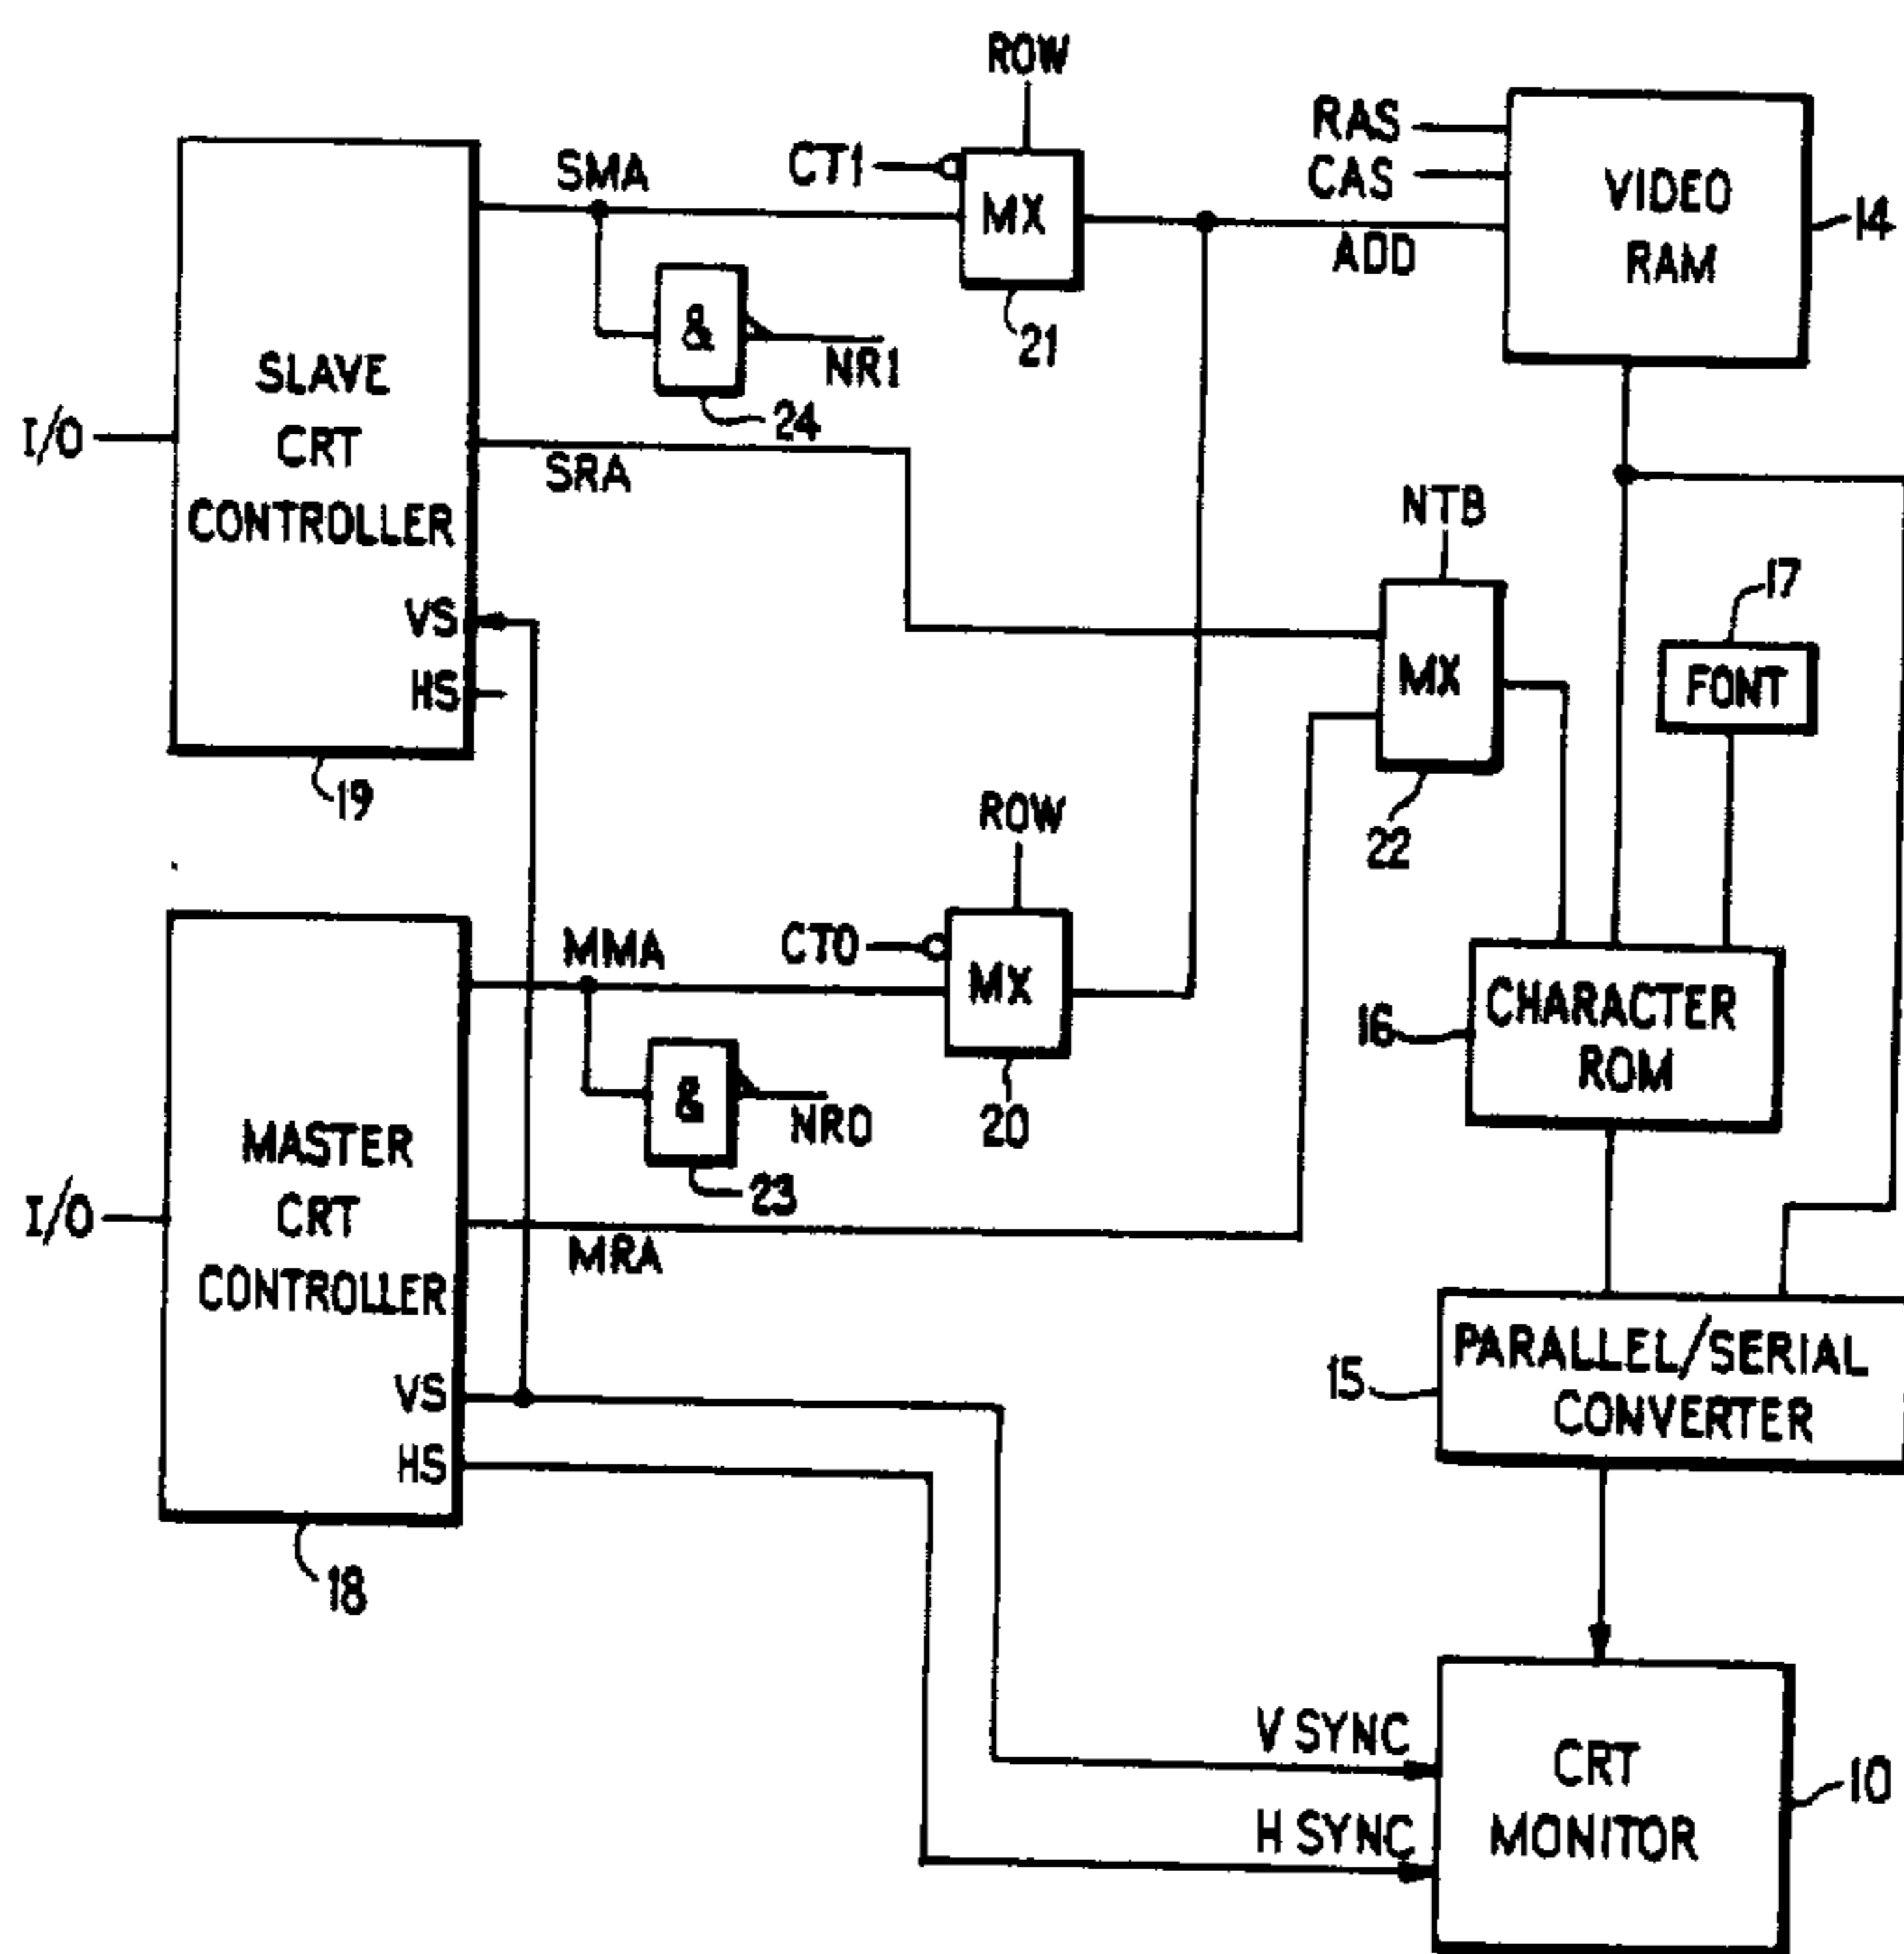 ROW
RAS
CAS
ADD
VIDEO
RAM
14
SMA
CT1
MX
21
&
NR1
24
I/O
SLAVE
CRT
CONTROLLER
SRA
VS
HS
19
NTB
MX
22
17
FONT
ROW
MMA
CT0
MX
20
&
NR0
23
16
CHARACTER
ROM
I/O
MASTER
CRT
CONTROLLER
MRA
VS
HS
18
15
PARALLEL/SERIAL
CONVERTER
V SYNC
H SYNC
CRT
MONITOR
10